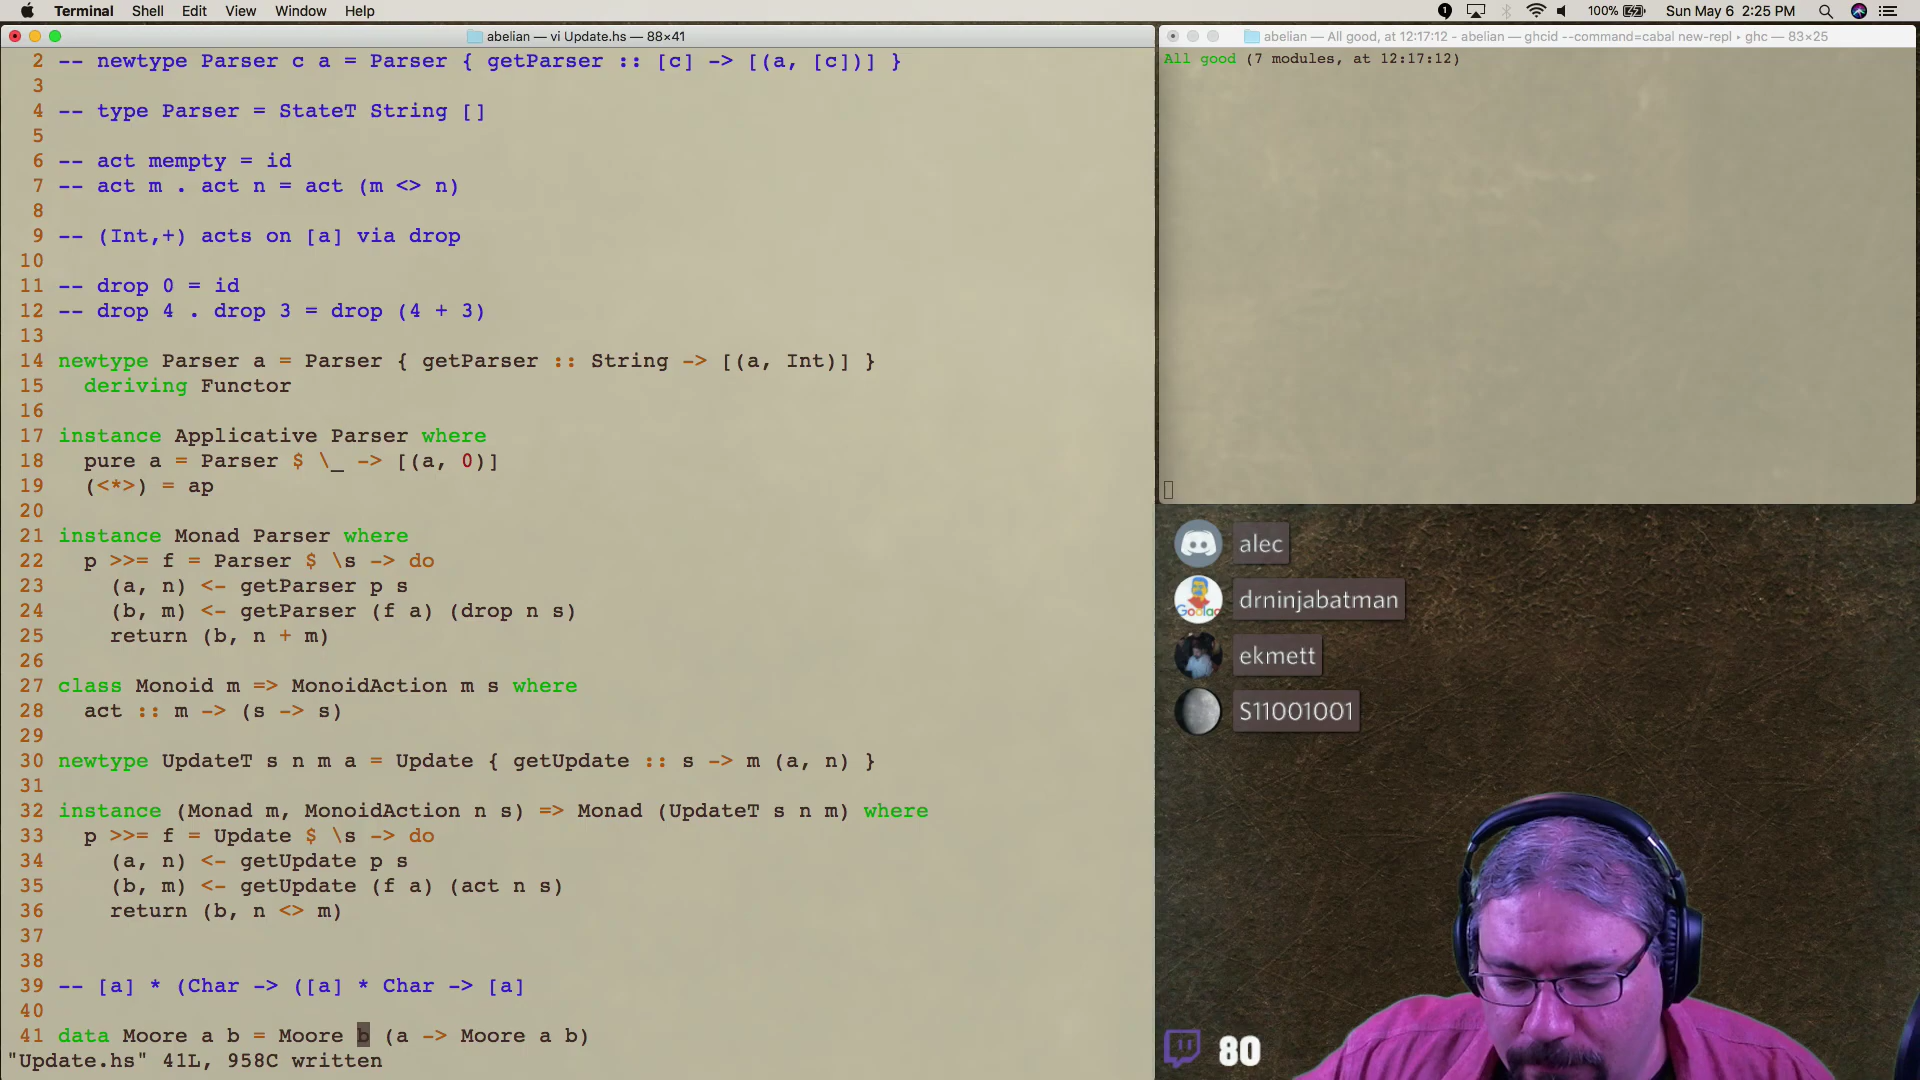 Terminal Shell Edit View Window Help
1 100% Sun May 6 2:25 PM
abelian — vi Update.hs — 88×41
abelian — All good, at 12:17:12 - abelian — ghcid --command=cabal new-repl ▸ ghc — 83×25
2 -- newtype Parser c a = Parser { getParser :: [c] -> [(a, [c])] }
3
4 -- type Parser = StateT String []
5
6 -- act mempty = id
7 -- act m . act n = act (m <> n)
8
9 -- (Int,+) acts on [a] via drop
10
11 -- drop 0 = id
12 -- drop 4 . drop 3 = drop (4 + 3)
13
14 newtype Parser a = Parser { getParser :: String -> [(a, Int)] }
15   deriving Functor
16
17 instance Applicative Parser where
18   pure a = Parser $ \_ -> [(a, 0)]
19   (<*>) = ap
20
21 instance Monad Parser where
22   p >>= f = Parser $ \s -> do
23     (a, n) <- getParser p s
24     (b, m) <- getParser (f a) (drop n s)
25     return (b, n + m)
26
27 class Monoid m => MonoidAction m s where
28   act :: m -> (s -> s)
29
30 newtype UpdateT s n m a = Update { getUpdate :: s -> m (a, n) }
31
32 instance (Monad m, MonoidAction n s) => Monad (UpdateT s n m) where
33   p >>= f = Update $ \s -> do
34     (a, n) <- getUpdate p s
35     (b, m) <- getUpdate (f a) (act n s)
36     return (b, n <> m)
37
38
39 -- [a] * (Char -> ([a] * Char -> [a]
40
41 data Moore a b = Moore b (a -> Moore a b)
"Update.hs" 41L, 958C written
All good (7 modules, at 12:17:12)
alec
drninjabatman
ekmett
S11001001
80